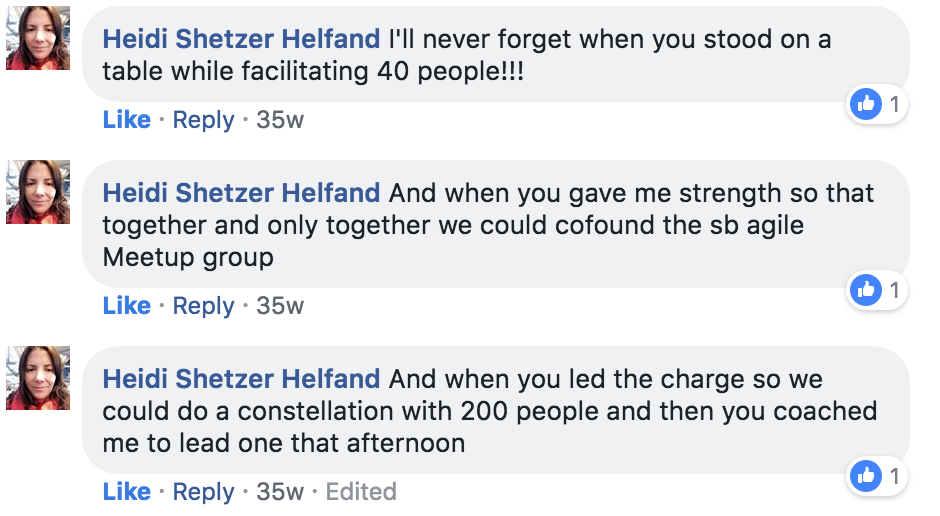 Heidi Shetzer Helfand I'll never forget when you stood on a
table while facilitating 40 people!!!
1
Like · Reply · 35w
Heidi Shetzer Helfand And when you gave me strength so that
together and only together we could cofound the sb agile
Meetup group
1
Like · Reply · 35w
Heidi Shetzer Helfand And when you led the charge so we
could do a constellation with 200 people and then you coached
me to lead one that afternoon
1
Like · Reply · 35w · Edited